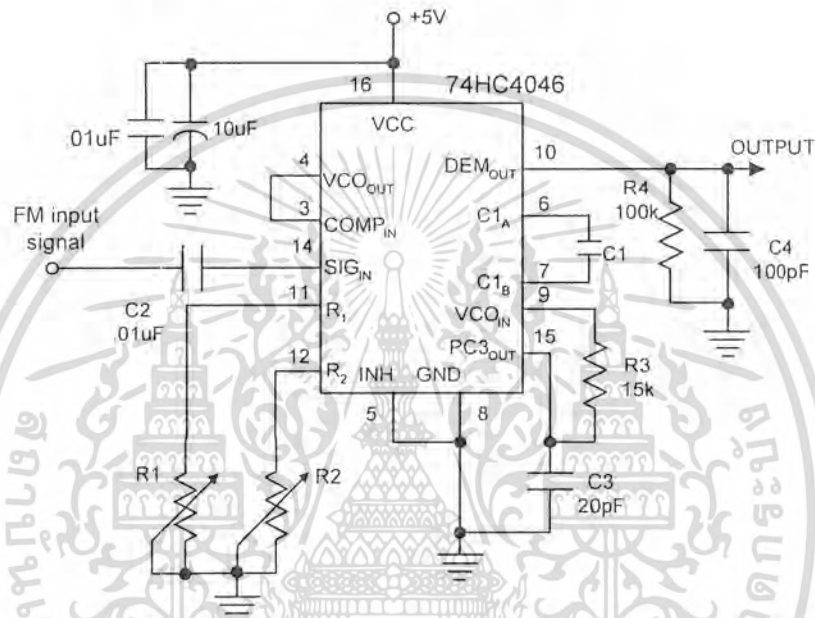 +5V
16
74HC4046
.01uF
10uF
VCC
OUTPUT
4
VCO_OUT
DEM_OUT
10
R4
100k
C4
100pF
3
COMP_IN
C1_A
6
C1
FM input
signal
14
SIG_IN
C1_B
7
C2
.01uF
11
R₁
VCO_IN
9
PC3_OUT
15
R3
15k
12
R₂
INH
GND
5
8
R1
R2
C3
20pF